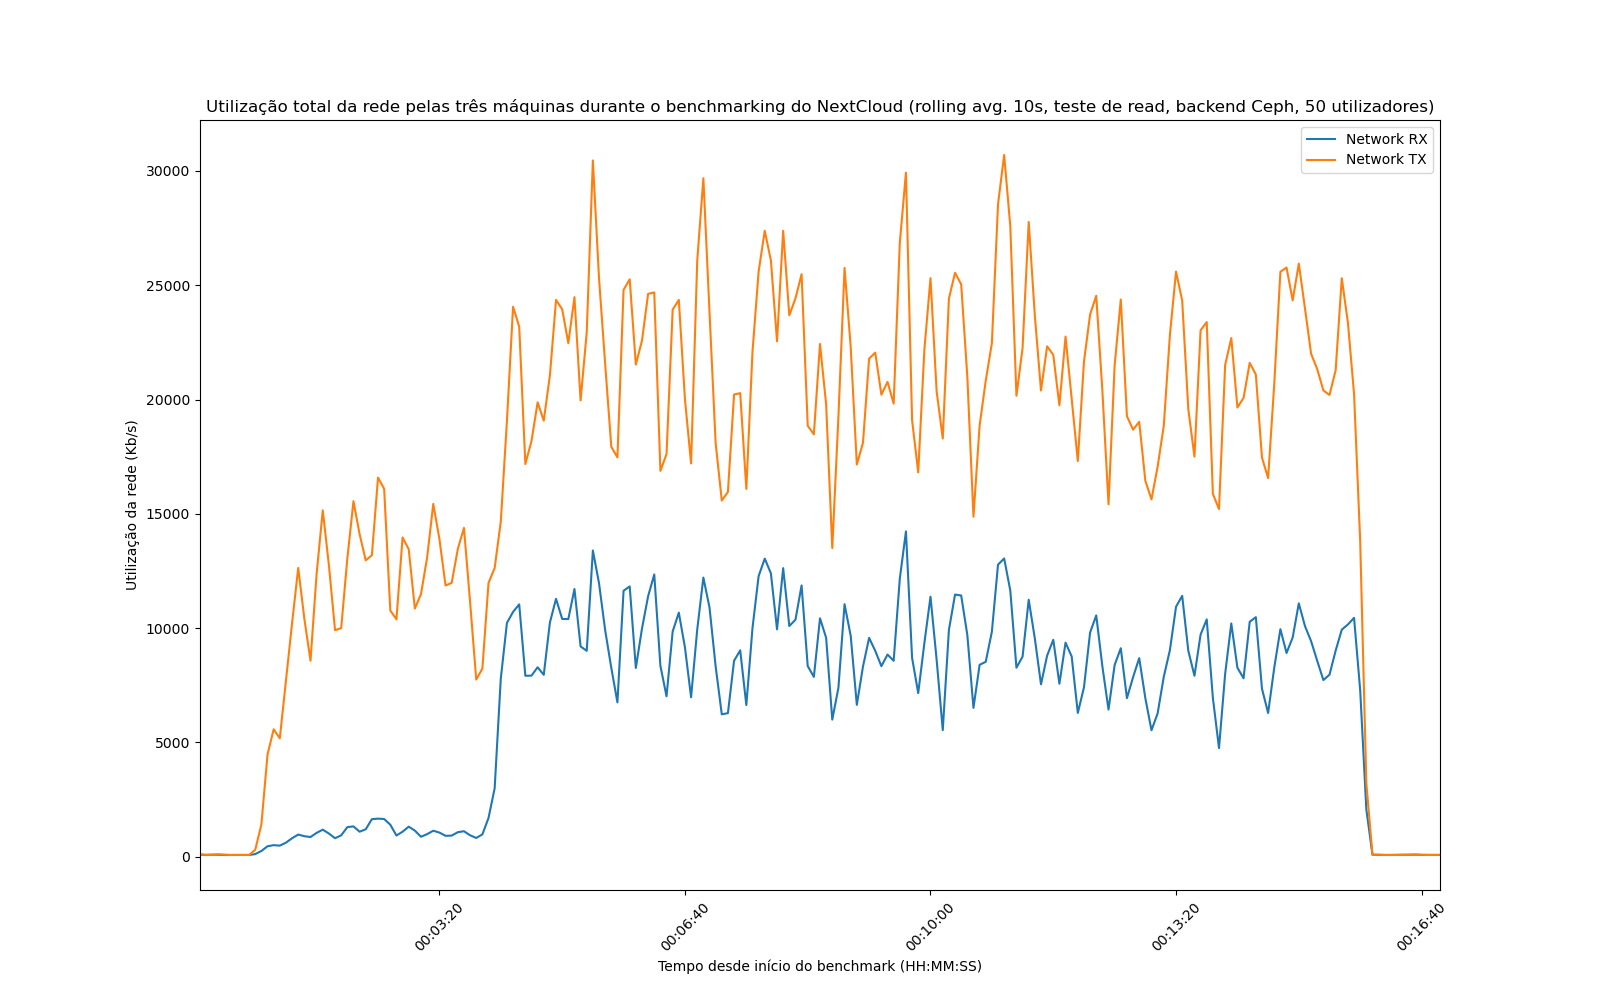 Utilização total da rede pelas três máquinas durante o benchmarking do NextCloud (rolling avg. 10s, teste de read, backend Ceph, 50 utilizadores)
Network RX
Network TX
30000
25000
20000
15000
10000
5000
0
Utilização da rede (Kb/s)
00:03:20
00:06:40
00:10:00
00:13:20
00:16:40
Tempo desde início do benchmark (HH:MM:SS)